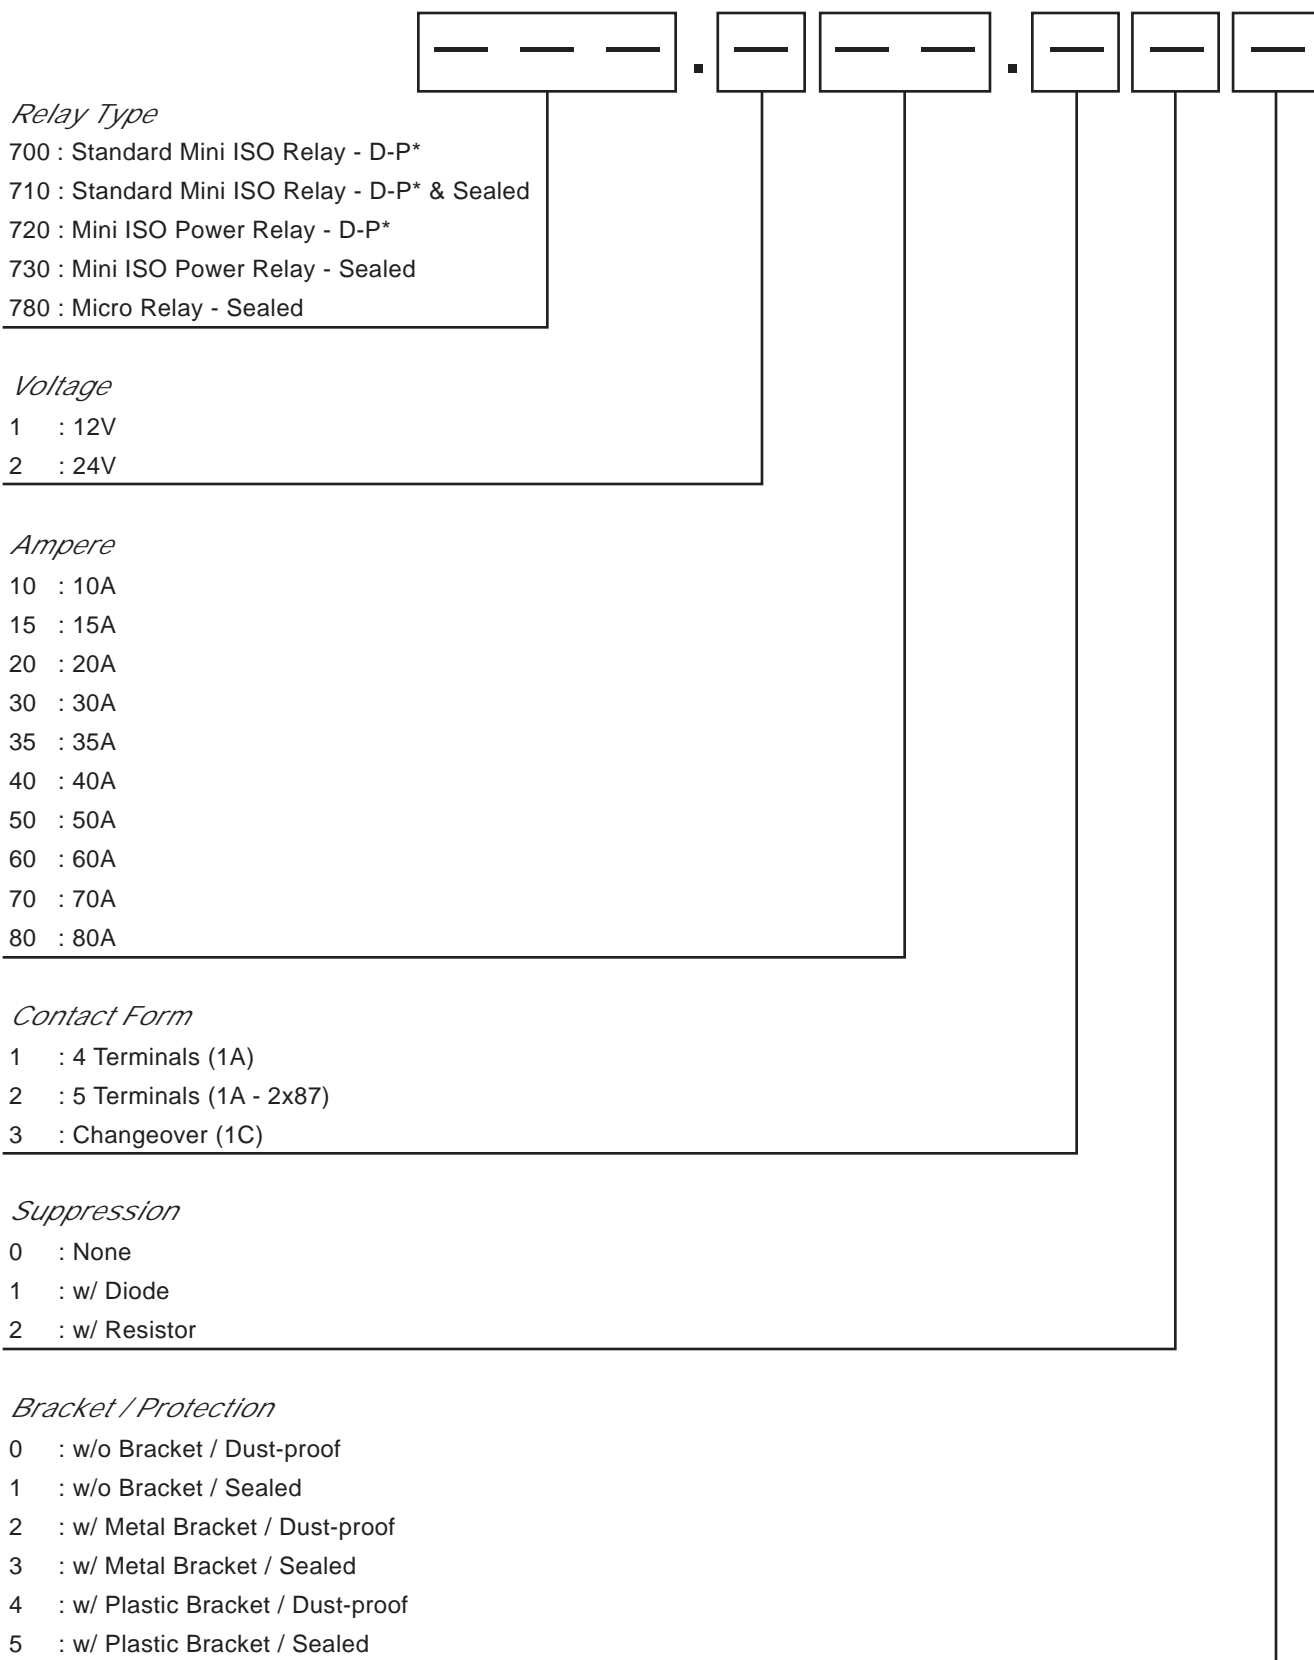 Relay Type
700 : Standard Mini ISO Relay - D-P*
710 : Standard Mini ISO Relay - D-P* & Sealed
720 : Mini ISO Power Relay - D-P*
730 : Mini ISO Power Relay - Sealed
780 : Micro Relay - Sealed
Voltage
1 : 12V
2 : 24V
Ampere
10 : 10A
15 : 15A
20 : 20A
30 : 30A
35 : 35A
40 : 40A
50 : 50A
60 : 60A
70 : 70A
80 : 80A
Contact Form
1 : 4 Terminals (1A)
2 : 5 Terminals (1A - 2x87)
3 : Changeover (1C)
Suppression
0 : None
1 : w/ Diode
2 : w/ Resistor
Bracket / Protection
0 : w/o Bracket / Dust-proof
1 : w/o Bracket / Sealed
2 : w/ Metal Bracket / Dust-proof
3 : w/ Metal Bracket / Sealed
4 : w/ Plastic Bracket / Dust-proof
5 : w/ Plastic Bracket / Sealed